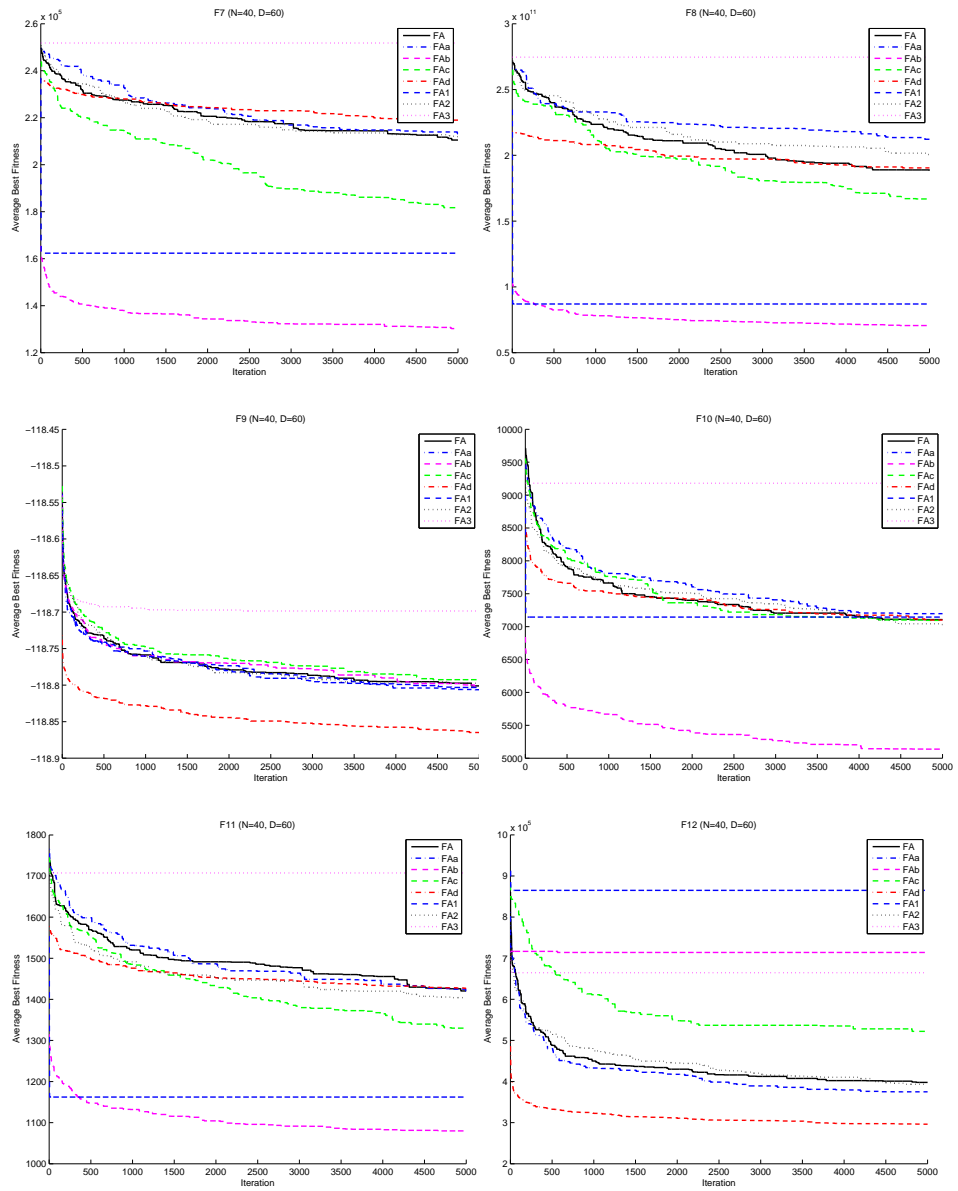 F7 (N=40, D=60)
x 10^5
2.6
2.4
2.2
2
1.8
1.6
1.4
1.2
Average Best Fitness
0 500 1000 1500 2000 2500 3000 3500 4000 4500 5000
Iteration
FA
FAa
FAb
FAc
FAd
FA1
FA2
FA3
F8 (N=40, D=60)
x 10^11
3
2.5
2
1.5
1
0.5
Average Best Fitness
0 500 1000 1500 2000 2500 3000 3500 4000 4500 5000
Iteration
FA
FAa
FAb
FAc
FAd
FA1
FA2
FA3
F9 (N=40, D=60)
−118.45
−118.5
−118.55
−118.6
−118.65
−118.7
−118.75
−118.8
−118.85
−118.9
Average Best Fitness
0 500 1000 1500 2000 2500 3000 3500 4000 4500 5000
Iteration
FA
FAa
FAb
FAc
FAd
FA1
FA2
FA3
F10 (N=40, D=60)
10000
9500
9000
8500
8000
7500
7000
6500
6000
5500
5000
Average Best Fitness
0 500 1000 1500 2000 2500 3000 3500 4000 4500 5000
Iteration
FA
FAa
FAb
FAc
FAd
FA1
FA2
FA3
F11 (N=40, D=60)
1800
1700
1600
1500
1400
1300
1200
1100
1000
Average Best Fitness
0 500 1000 1500 2000 2500 3000 3500 4000 4500 5000
Iteration
FA
FAa
FAb
FAc
FAd
FA1
FA2
FA3
F12 (N=40, D=60)
x 10^5
10
9
8
7
6
5
4
3
2
Average Best Fitness
0 500 1000 1500 2000 2500 3000 3500 4000 4500 5000
Iteration
FA
FAa
FAb
FAc
FAd
FA1
FA2
FA3